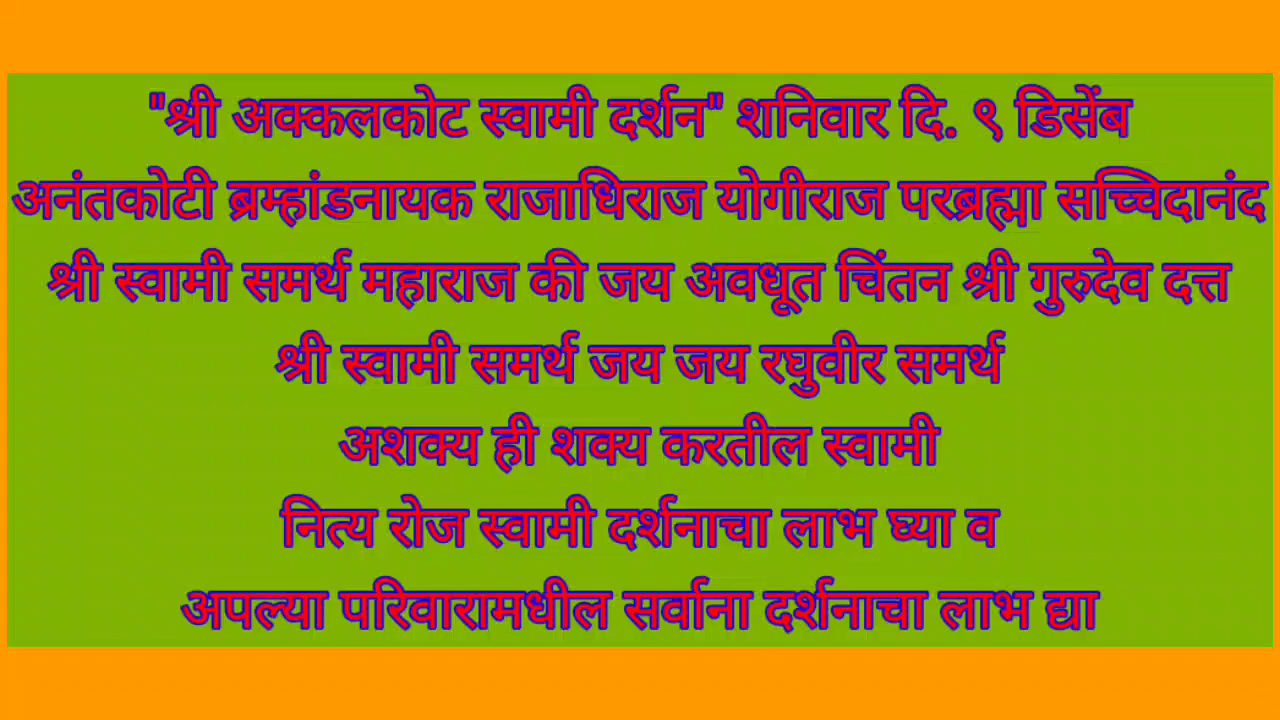 "श्री अक्कलकोट स्वामी दर्शन" शनिवार दि. ९ डिसेंब
अनंतकोटी ब्रम्हांडनायक राजाधिराज योगीराज परब्रह्मा सच्चिदानंद
श्री स्वामी समर्थ महाराज की जय अवधूत चिंतन श्री गुरुदेव दत्त
श्री स्वामी समर्थ जय जय रघुवीर समर्थ
अशक्य ही शक्य करतील स्वामी
नित्य रोज स्वामी दर्शनाचा लाभ घ्या व
अपल्या परिवारामधील सर्वाना दर्शनाचा लाभ द्या